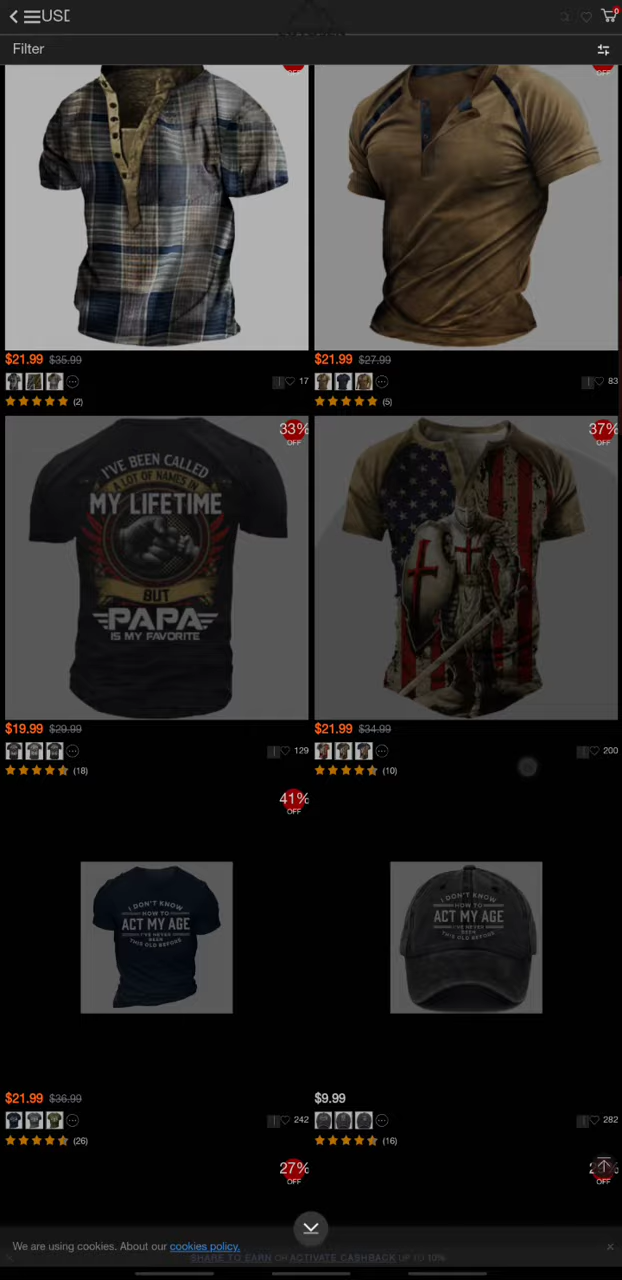 USD
0
Filter
OFF
OFF
$21.99 $35.99
$21.99 $27.99
17
83
(2)
(5)
33%
OFF
37%
OFF
I'VE BEEN CALLED
A LOT OF NAMES IN
MY LIFETIME
BUT
PAPA
IS MY FAVORITE
$19.99 $29.99
$21.99 $34.99
129
200
(18)
(10)
41%
OFF
I DON'T KNOW
HOW TO
ACT MY AGE
I'VE NEVER
BEEN
THIS OLD BEFORE
I DON'T KNOW
HOW TO
ACT MY AGE
I'VE NEVER
BEEN
THIS OLD BEFORE
$21.99 $36.99
$9.99
242
282
(26)
(16)
27%
OFF
OFF
We are using cookies. About our cookies policy.
SHARE TO EARN OR ACTIVATE CASHBACK UP TO 10%